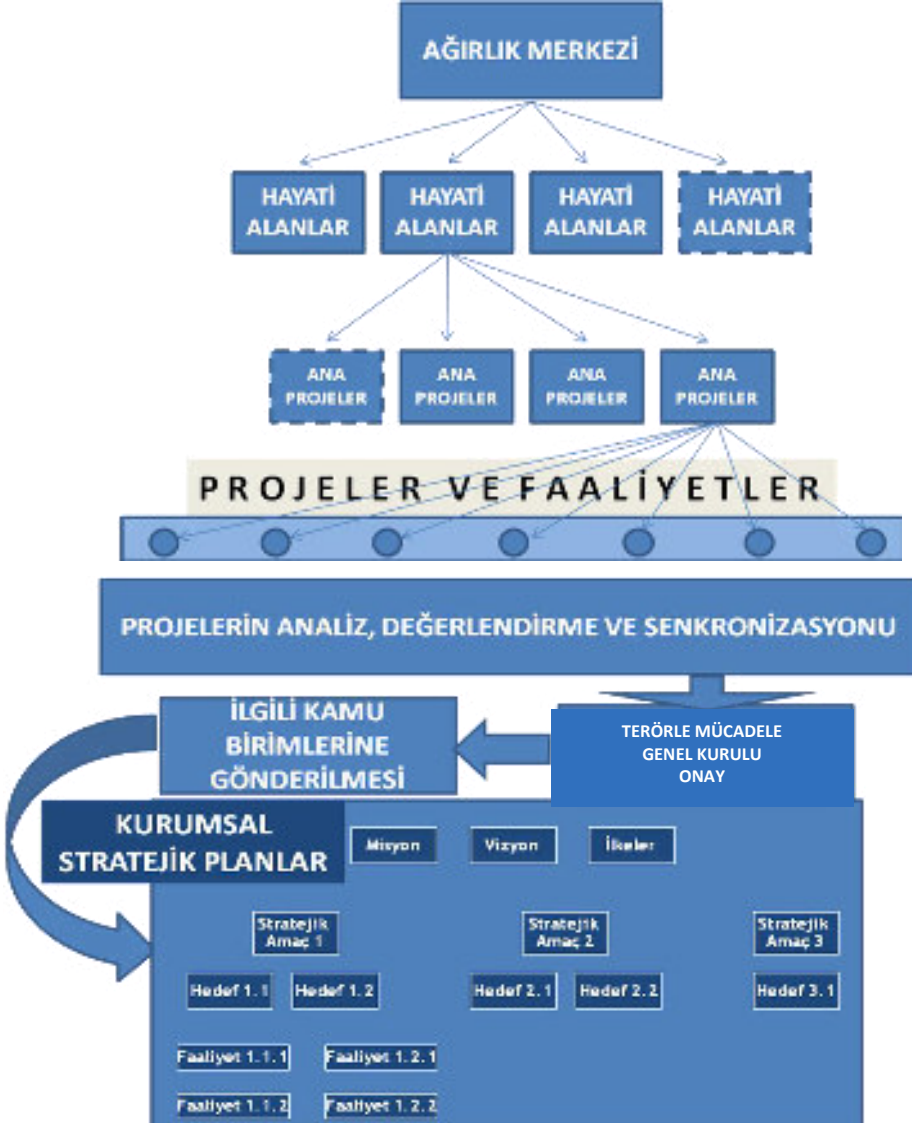 AĞIRLIK MERKEZİ
HAYATİ
ALANLAR
HAYATİ
ALANLAR
HAYATİ
ALANLAR
HAYATİ
ALANLAR
ANA
PROJELER
ANA
PROJELER
ANA
PROJELER
ANA
PROJELER
PROJELER VE FAALİYETLER
PROJELERİN ANALİZ, DEĞERLENDİRME VE SENKRONİZASYONU
İLGİLİ KAMU
BİRİMLERİNE
GÖNDERİLMESİ
TERÖRLE MÜCADELE
GENEL KURULU
ONAY
KURUMSAL
STRATEJİK PLANLAR
Misyon
Vizyon
İlkeler
Stratejik
Amaç 1
Stratejik
Amaç 2
Stratejik
Amaç 3
Hedef 1.1
Hedef 1.2
Hedef 2.1
Hedef 2.2
Hedef 3.1
Faaliyet 1.1.1
Faaliyet 1.2.1
Faaliyet 1.1.2
Faaliyet 1.2.2